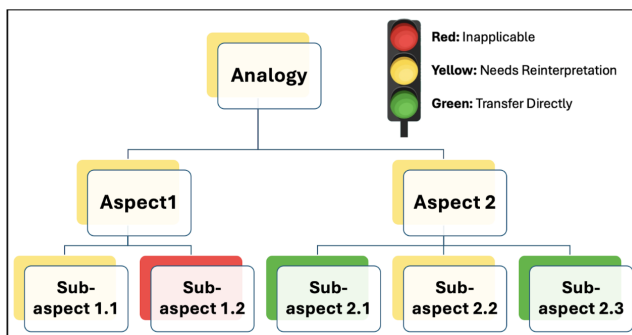 Analogy
Red: Inapplicable
Yellow: Needs Reinterpretation
Green: Transfer Directly
Aspect1
Aspect 2
Sub-
aspect 1.1
Sub-
aspect 1.2
Sub-
aspect 2.1
Sub-
aspect 2.2
Sub-
aspect 2.3